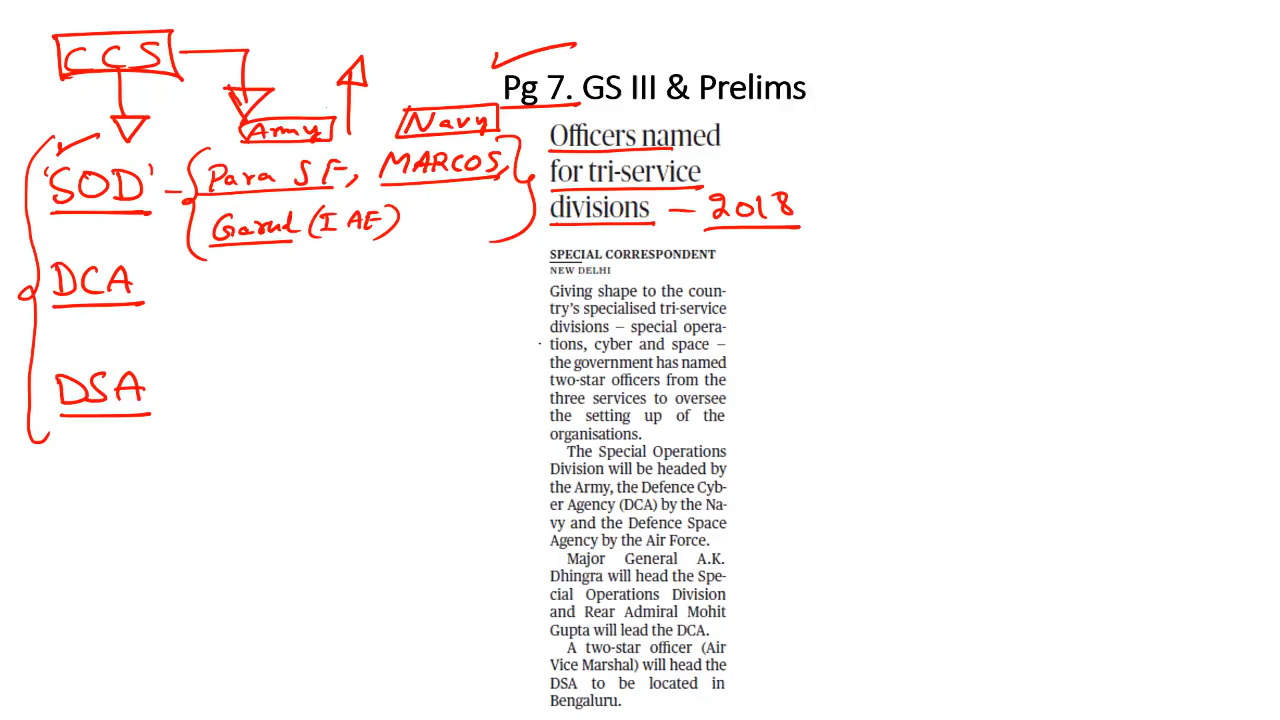 CCS
Army
Navy
'SOD' - Para SF, MARCOS,
Garud (IAF)
DCA
DSA
Pg 7. GS III & Prelims
Officers named
for tri-service
divisions - 2018
SPECIAL CORRESPONDENT
NEW DELHI
Giving shape to the coun-
try's specialised tri-service
divisions – special opera-
tions, cyber and space –
the government has named
two-star officers from the
three services to oversee
the setting up of the
organisations.
The Special Operations
Division will be headed by
the Army, the Defence Cyb-
er Agency (DCA) by the Na-
vy and the Defence Space
Agency by the Air Force.
Major General A.K.
Dhingra will head the Spe-
cial Operations Division
and Rear Admiral Mohit
Gupta will lead the DCA.
A two-star officer (Air
Vice Marshal) will head the
DSA to be located in
Bengaluru.